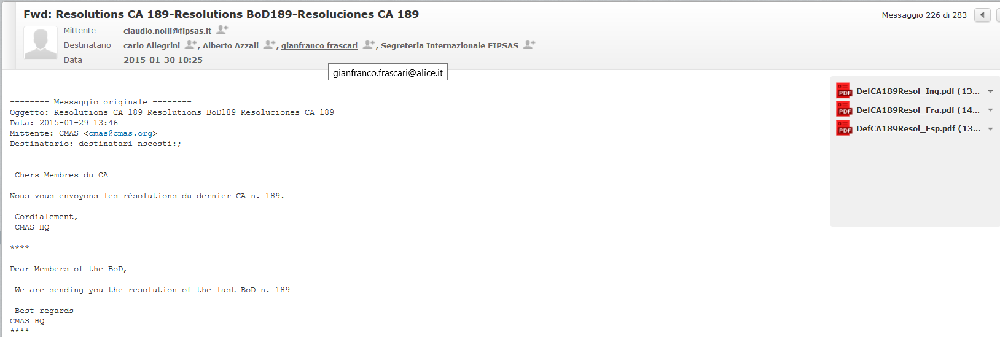 Fwd: Resolutions CA 189-Resolutions BoD189-Resoluciones CA 189
Messaggio 226 di 283
Mittente claudio.nolli@fipsas.it
Destinatario carlo Allegrini , Alberto Azzali , gianfranco frascari , Segreteria Internazionale FIPSAS
Data 2015-01-30 10:25
gianfranco.frascari@alice.it
-------- Messaggio originale --------
Oggetto: Resolutions CA 189-Resolutions BoD189-Resoluciones CA 189
Data: 2015-01-29 13:46
Mittente: CMAS <cmas@cmas.org>
Destinatario: destinatari nscosti:;
Chers Membres du CA
Nous vous envoyons les résolutions du dernier CA n. 189.
Cordialement,
CMAS HQ
****
Dear Members of the BoD,
We are sending you the resolution of the last BoD n. 189
Best regards
CMAS HQ
****
PDF DefCA189Resol_Ing.pdf (13...
PDF DefCA189Resol_Fra.pdf (14...
PDF DefCA189Resol_Esp.pdf (13...